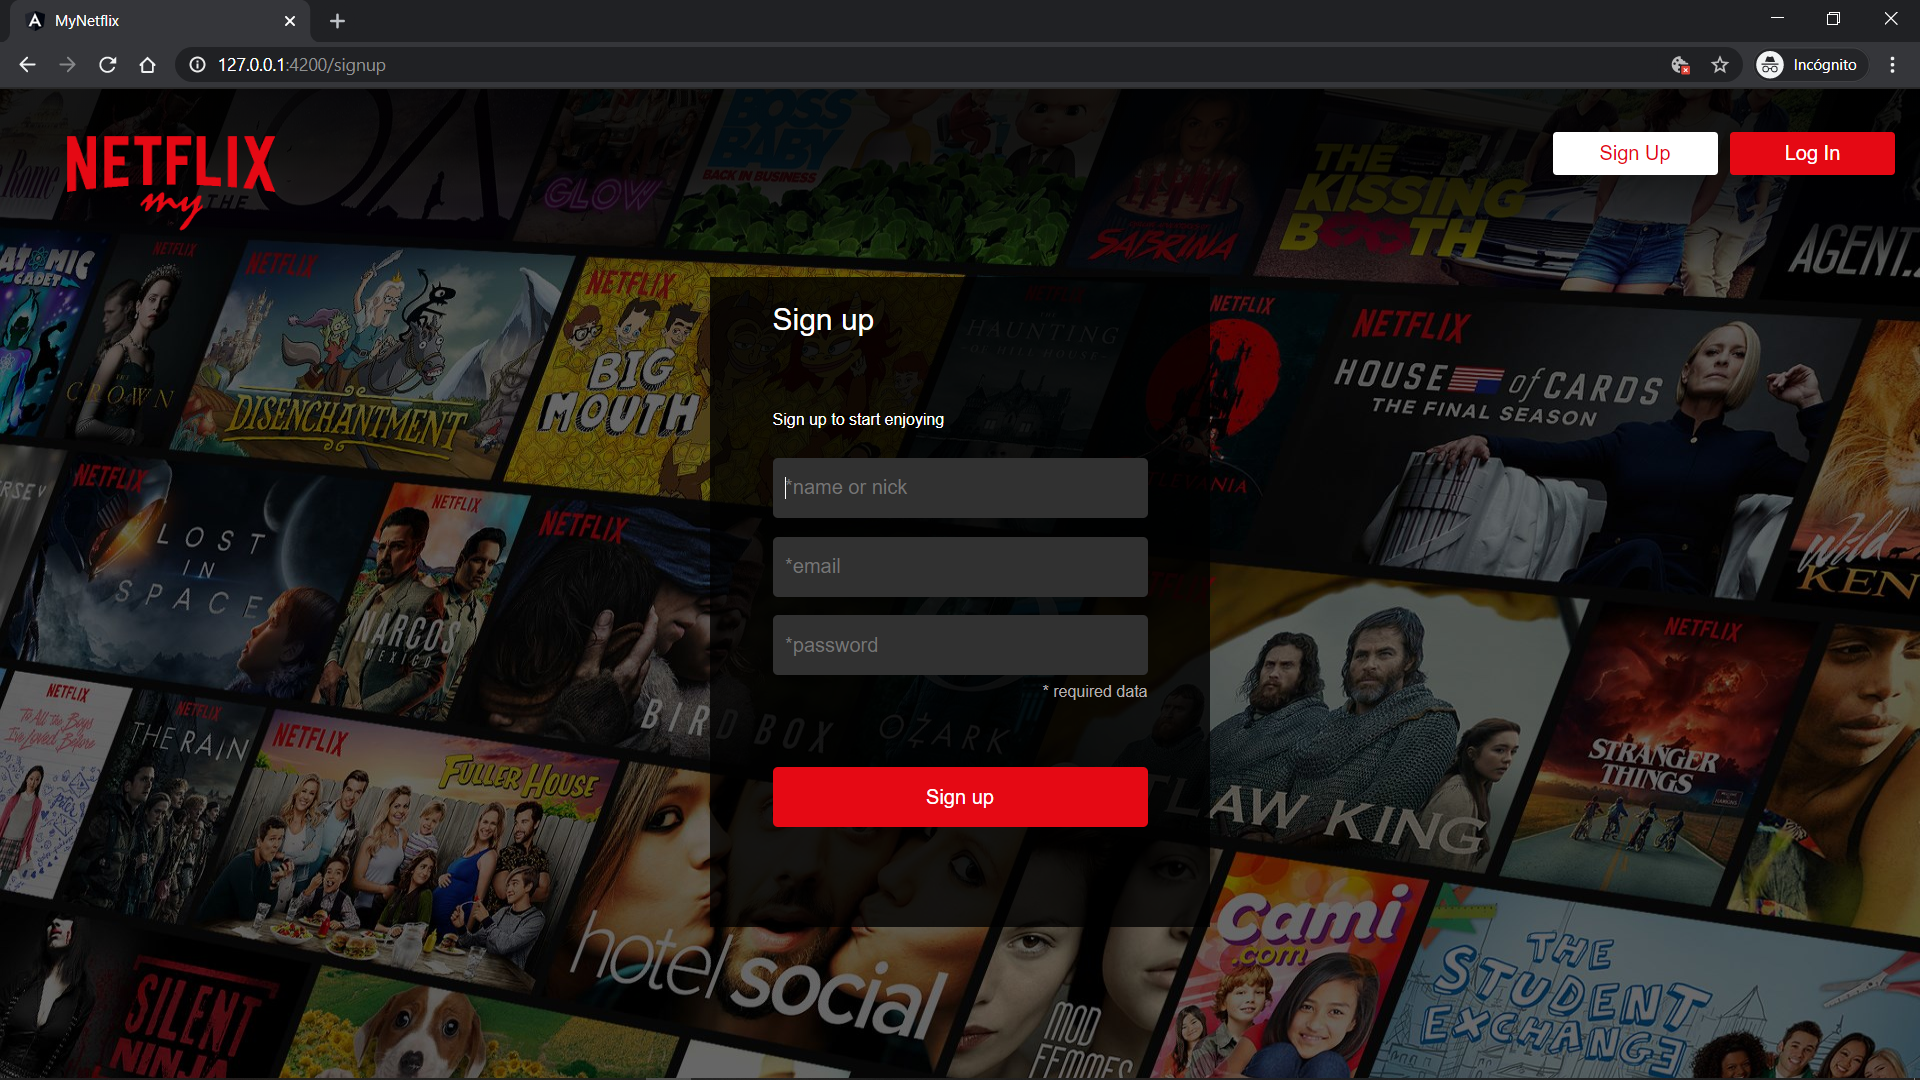 MyNetflix
127.0.0.1:4200/signup
Incógnito
NETFLIX
my
Sign Up
Log In
THE
GLOW
BOSS
BABY
BACK IN BUSINESS
SABRINA
THE
KISSING
BOOTH
AGENT
ATOMIC
CADET
NETFLIX
CROWN
NETFLIX
DISENCHANTMENT
NETFLIX
BIG
MOUTH
NETFLIX
THE
HAUNTING
OF HILL HOUSE
NETFLIX
LEVANIA
NETFLIX
HOUSE of CARDS
THE FINAL SEASON
Wild
KEN
Sign up
Sign up to start enjoying
*name or nick
*email
*password
* required data
Sign up
RSEY
NETFLIX
LOST
IN
SPACE
NETFLIX
NARCOS
MEXICO
NETFLIX
BIRD BOX
OZARK
TLAW KING
NETFLIX
STRANGER
THINGS
NETFLIX
To All the Boys
I've Loved Before
NETFLIX
THE RAIN
NETFLIX
FULLER HOUSE
hotel social
Cami
.com
THE
STUDENT
EXCHANGE
SILENT
NINJA
MOD
FEMMES